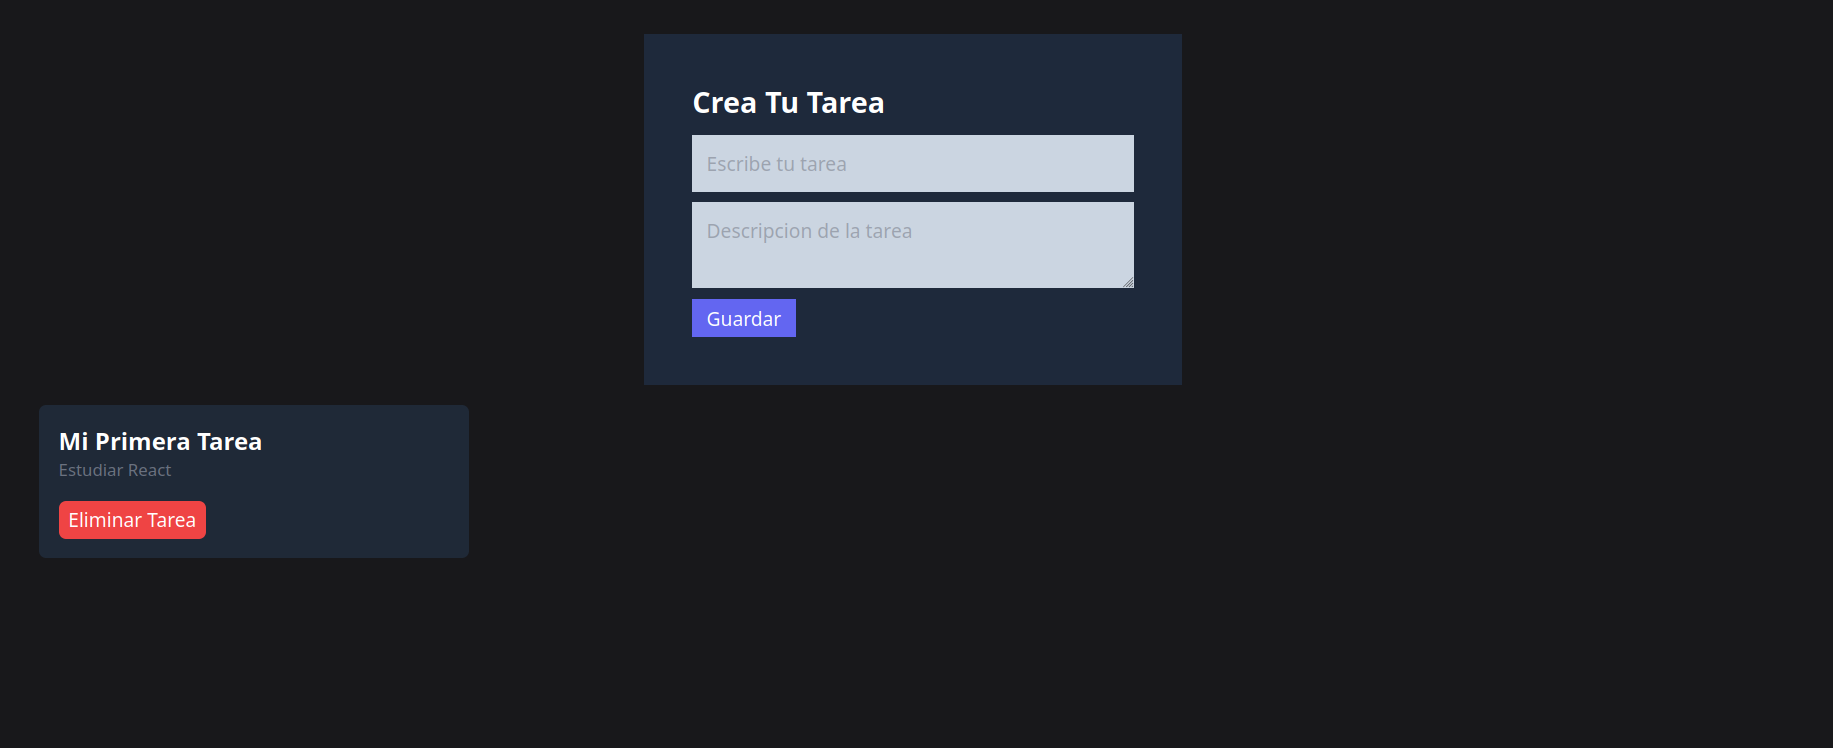 Crea Tu Tarea
Escribe tu tarea
Descripcion de la tarea
Guardar
Mi Primera Tarea
Estudiar React
Eliminar Tarea